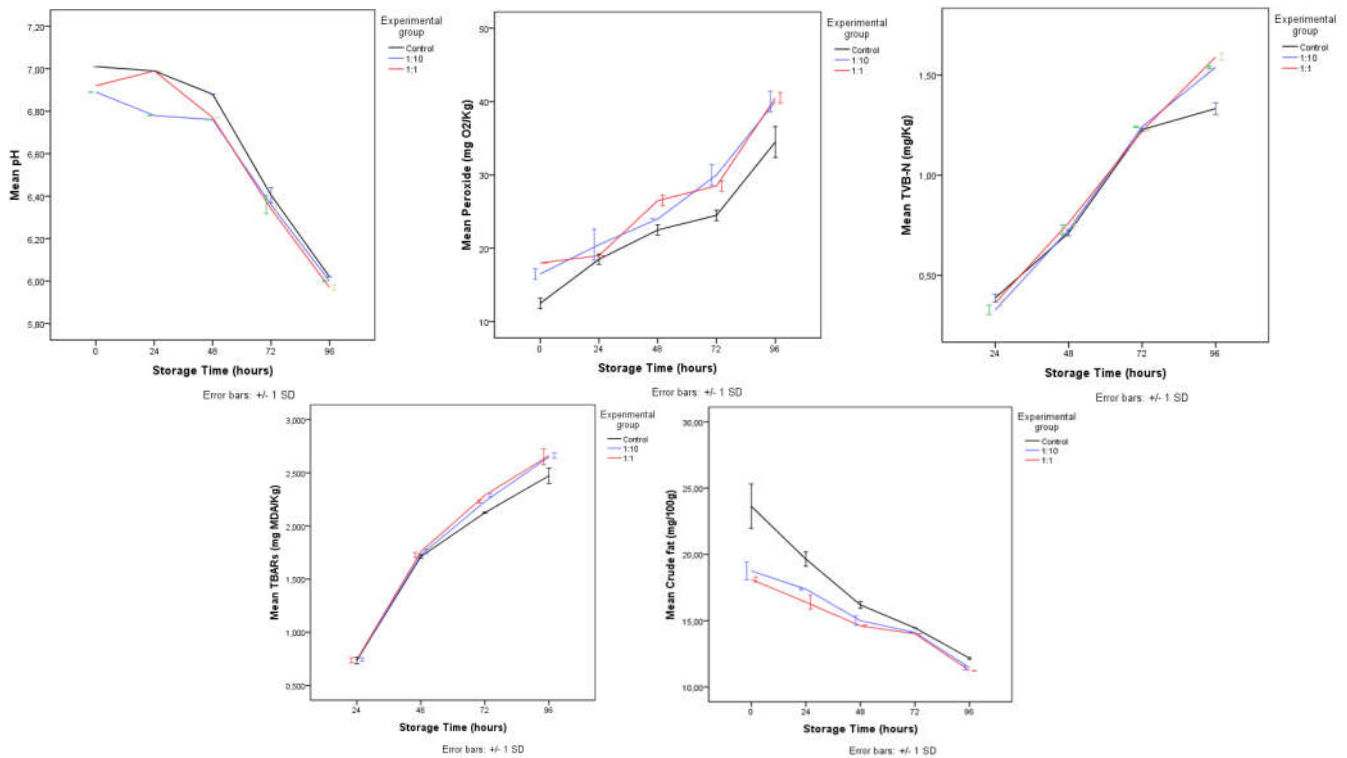 Experimental
group
Control
1:10
1:1
7,20
7,00
6,80
6,60
6,40
6,20
6,00
5,80
Mean pH
0 24 48 72 96
Storage Time (hours)
Error bars: +/- 1 SD
Experimental
group
Control
1:10
1:1
50
40
30
20
10
Mean Peroxide (mg O2/Kg)
0 24 48 72 96
Storage Time (hours)
Error bars: +/- 1 SD
Experimental
group
Control
1:10
1:1
1,50
1,00
0,50
Mean TVB-N (mg/Kg)
24 48 72 96
Storage Time (hours)
Error bars: +/- 1 SD
Experimental
group
Control
1:10
1:1
3,000
2,500
2,000
1,500
1,000
0,500
Mean TBARs (mg MDA/Kg)
24 48 72 96
Storage Time (hours)
Error bars: +/- 1 SD
Experimental
group
Control
1:10
1:1
30,00
25,00
20,00
15,00
10,00
Mean Crude fat (mg/100g)
0 24 48 72 96
Storage Time (hours)
Error bars: +/- 1 SD